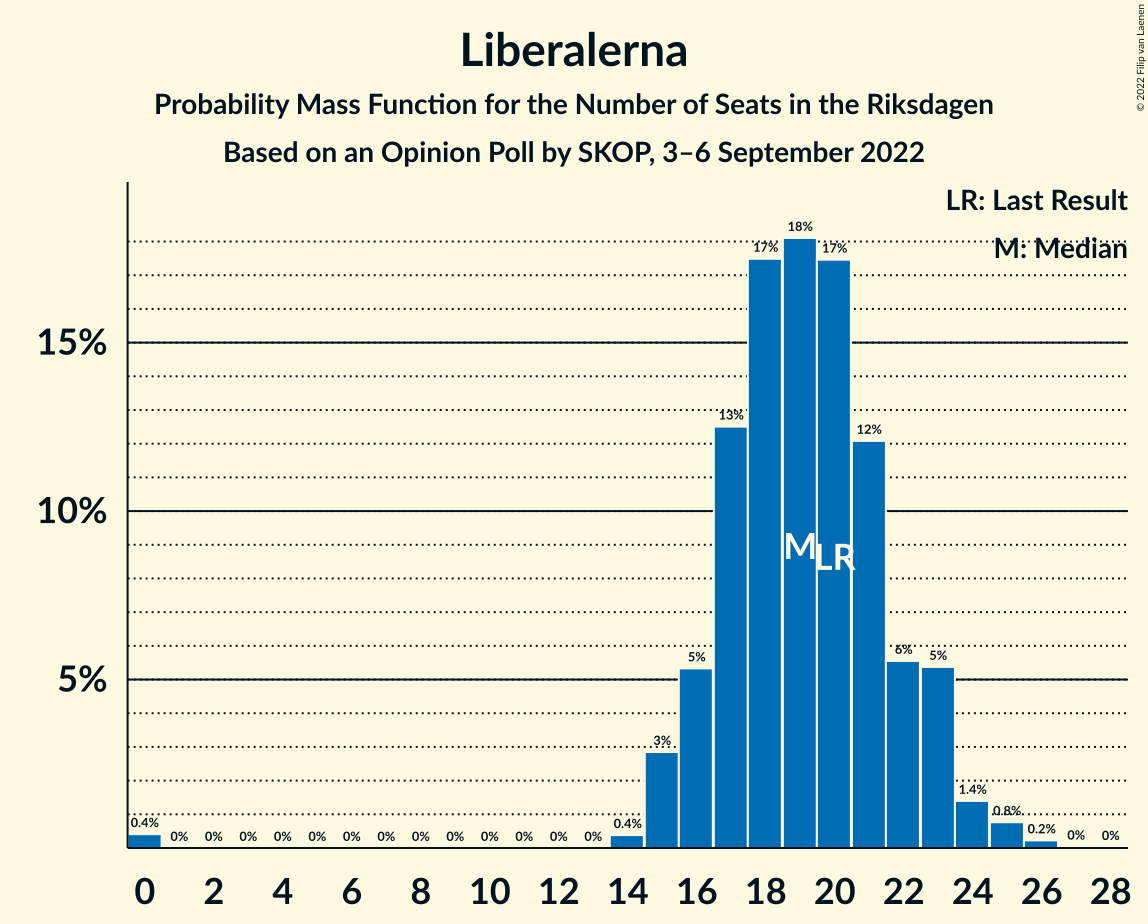 Liberalerna
Probability Mass Function for the Number of Seats in the Riksdagen
Based on an Opinion Poll by SKOP, 3–6 September 2022
© 2022 Filip van Laenen
LR: Last Result
M: Median
15%
10%
5%
0.4% 0% 0% 0% 0% 0% 0% 0% 0% 0% 0% 0% 0% 0% 0.4% 3% 5% 13% 17% 18% 17% 12% 6% 5% 1.4% 0.8% 0.2% 0% 0%
M LR
0 2 4 6 8 10 12 14 16 18 20 22 24 26 28